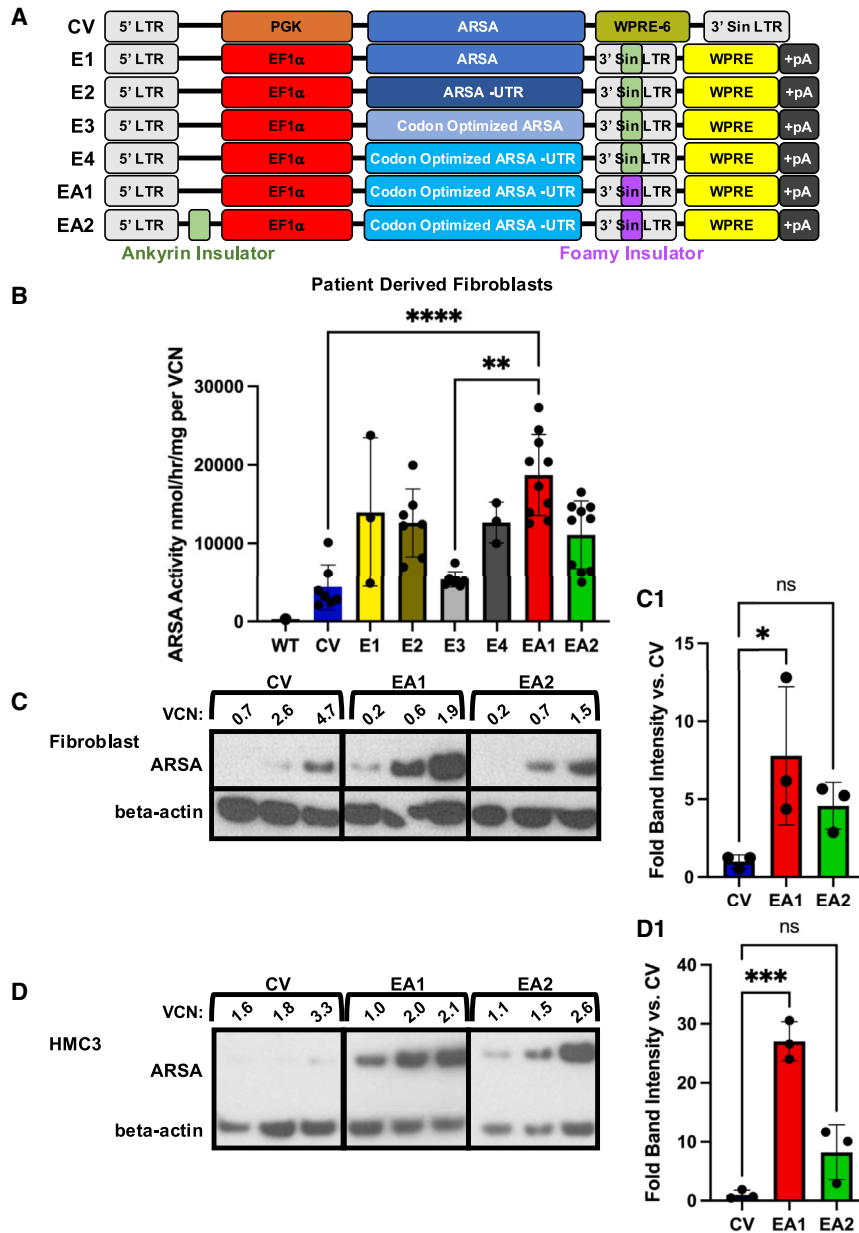 A
CV 5' LTR PGK ARSA WPRE-6 3' Sin LTR
E1 5' LTR EF1α ARSA 3' Sin LTR WPRE +pA
E2 5' LTR EF1α ARSA -UTR 3' Sin LTR WPRE +pA
E3 5' LTR EF1α Codon Optimized ARSA 3' Sin LTR WPRE +pA
E4 5' LTR EF1α Codon Optimized ARSA -UTR 3' Sin LTR WPRE +pA
EA1 5' LTR EF1α Codon Optimized ARSA -UTR 3' Sin LTR WPRE +pA
EA2 5' LTR EF1α Codon Optimized ARSA -UTR 3' Sin LTR WPRE +pA
Ankyrin Insulator Foamy Insulator
B
Patient Derived Fibroblasts
****
**
ARSA Activity nmol/hr/mg per VCN
30000
20000
10000
0
WT CV E1 E2 E3 E4 EA1 EA2
C
CV EA1 EA2
VCN: 0.7 2.6 4.7 0.2 0.6 1.9 0.2 0.7 1.5
Fibroblast
ARSA
beta-actin
C1
ns
*
Fold Band Intensity vs. CV
15
10
5
0
CV EA1 EA2
D
CV EA1 EA2
VCN: 1.6 1.8 3.3 1.0 2.0 2.1 1.1 1.5 2.6
HMC3
ARSA
beta-actin
D1
ns
***
Fold Band Intensity vs. CV
40
30
20
10
0
CV EA1 EA2